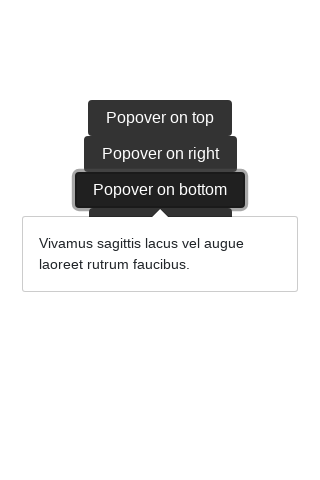 Popover on top
Popover on right
Popover on bottom
Vivamus sagittis lacus vel augue
laoreet rutrum faucibus.